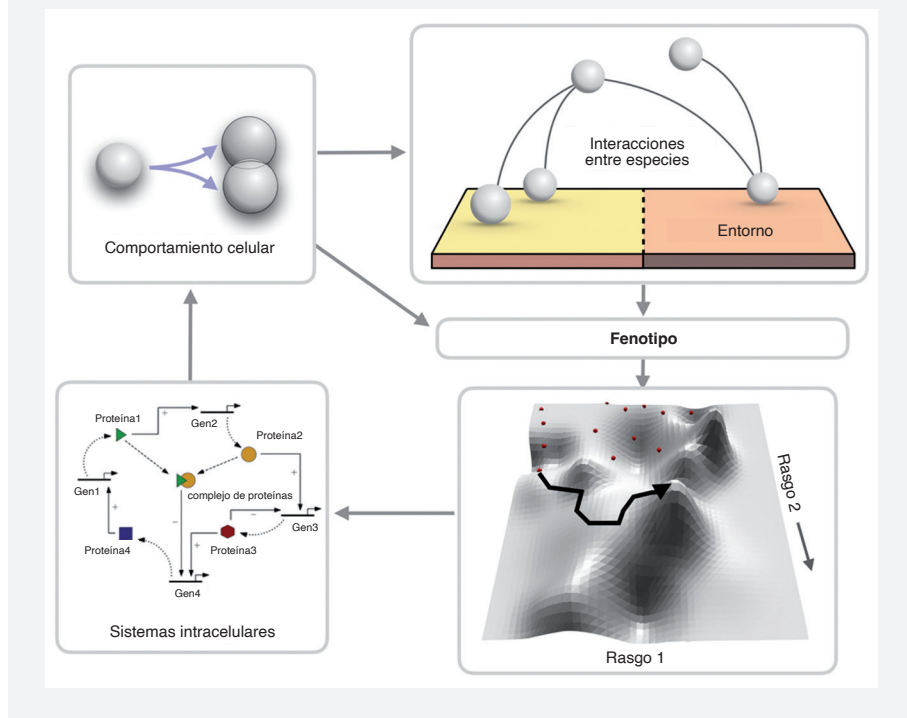 Comportamiento celular
Interacciones
entre especies
Entorno
Fenotipo
Proteína1
+
Gen2
Proteína2
+
Gen1
complejo de proteínas
+
−
−
Gen3
Proteína4
+
Proteína3
Gen4
Sistemas intracelulares
Rasgo 2
Rasgo 1